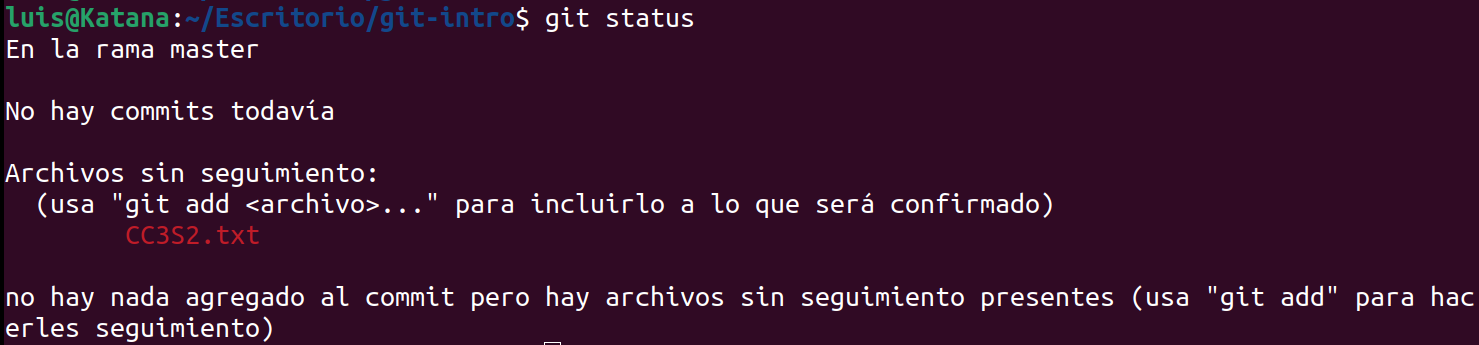 luis@Katana:~/Escritorio/git-intro$ git status
En la rama master
No hay commits todavía
Archivos sin seguimiento:
(usa "git add <archivo>..." para incluirlo a lo que será confirmado)
CC3S2.txt
no hay nada agregado al commit pero hay archivos sin seguimiento presentes (usa "git add" para hac
erles seguimiento)